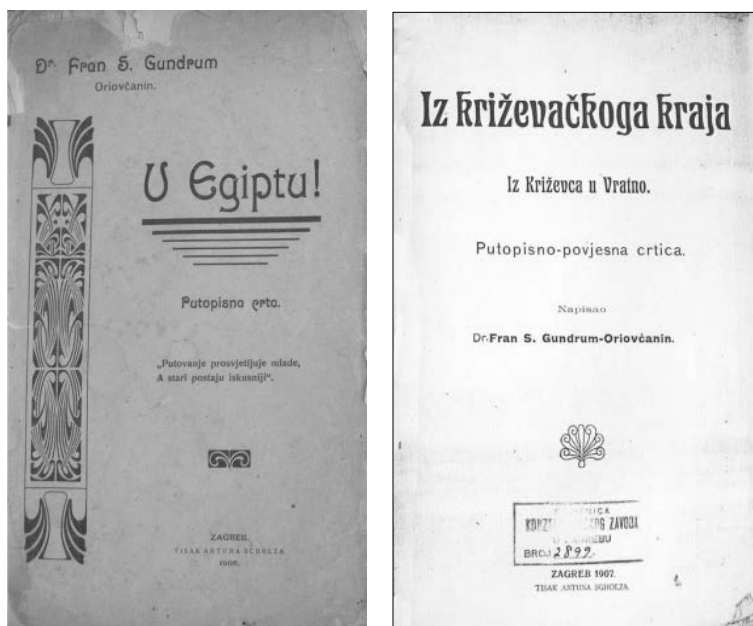 Dr. Fran S. Gundrum
Oriovčanin.
U Egiptu!
Putopisna crta.
„Putovanje prosvjetljuje mlade,
A stari postaju iskusniji“.
ZAGREB.
TISAK ANTUNA SCHOLZA
Iz križevačkoga kraja
Iz Križevca u Vratno.
Putopisno-povjesna crtica.
Napisao
Dr. Fran S. Gundrum-Oriovčanin.
ZAVODA
BROJ 2899.
ZAGREB 1907.
TISAK ANTUNA SCHOLZA.